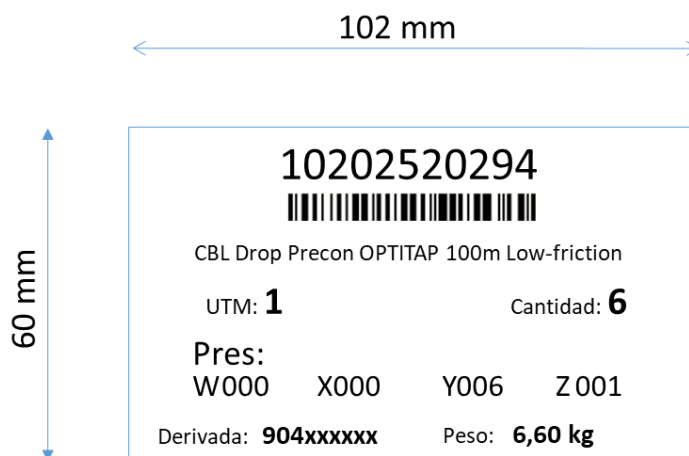 102 mm
60 mm
10202520294
CBL Drop Precon OPTITAP 100m Low-friction
UTM: 1 Cantidad: 6
Pres:
W000 X000 Y006 Z001
Derivada: 904xxxxxx Peso: 6,60 kg